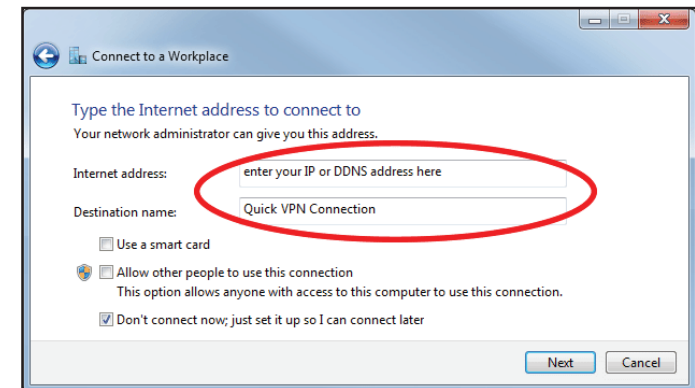 Connect to a Workplace
Type the Internet address to connect to
Your network administrator can give you this address.
Internet address: enter your IP or DDNS address here
Destination name: Quick VPN Connection
Use a smart card
Allow other people to use this connection
This option allows anyone with access to this computer to use this connection.
Don't connect now; just set it up so I can connect later
Next Cancel